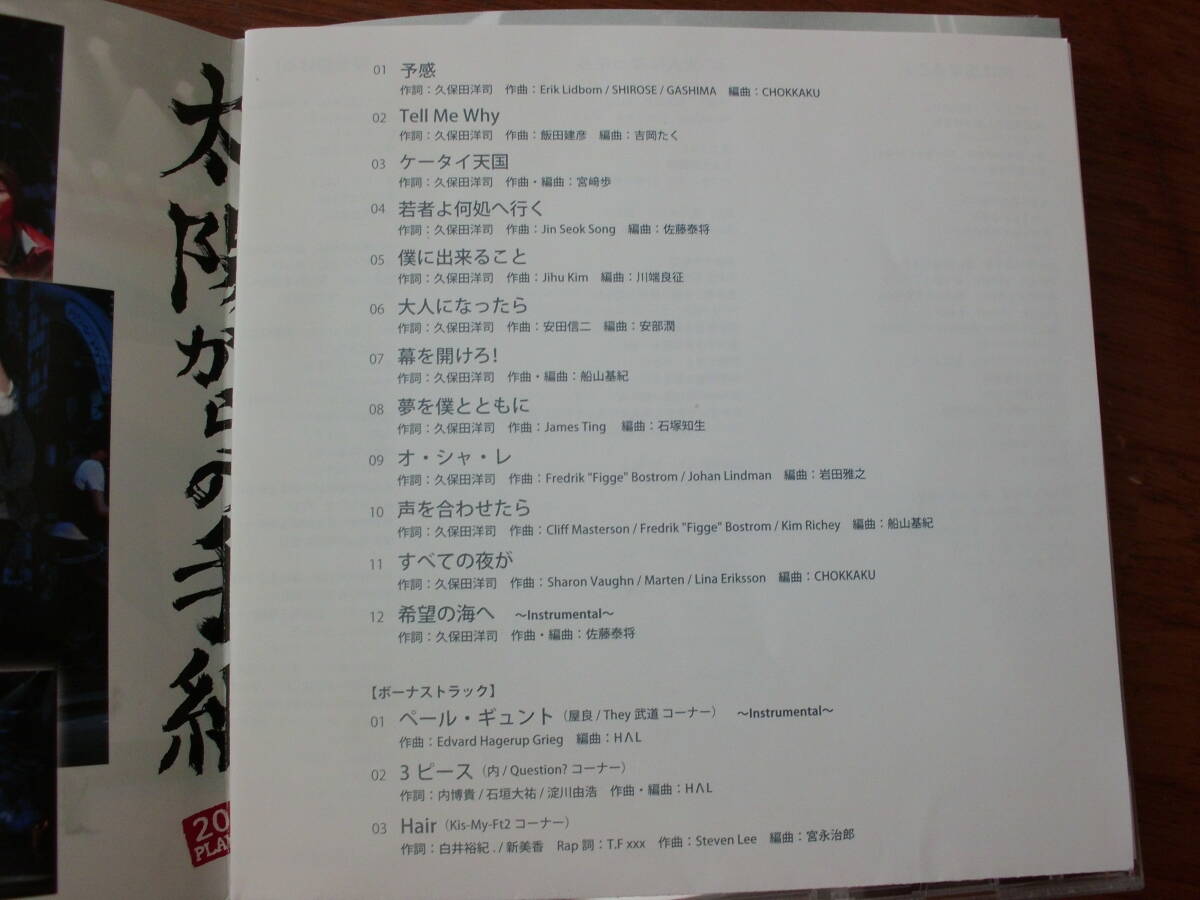 太陽からの手紙
20
PLA
01 予感
作詞：久保田洋司 作曲：Erik Lidbom / SHIROSE / GASHIMA 編曲：CHOKKAKU
02 Tell Me Why
作詞：久保田洋司 作曲：飯田建彦 編曲：吉岡たく
03 ケータイ天国
作詞：久保田洋司 作曲・編曲：宮﨑歩
04 若者よ何処へ行く
作詞：久保田洋司 作曲：Jin Seok Song 編曲：佐藤泰将
05 僕に出来ること
作詞：久保田洋司 作曲：Jihu Kim 編曲：川端良征
06 大人になったら
作詞：久保田洋司 作曲：安田信二 編曲：安部潤
07 幕を開けろ!
作詞：久保田洋司 作曲・編曲：船山基紀
08 夢を僕とともに
作詞：久保田洋司 作曲：James Ting 編曲：石塚知生
09 オ・シャ・レ
作詞：久保田洋司 作曲：Fredrik "Figge" Bostrom / Johan Lindman 編曲：岩田雅之
10 声を合わせたら
作詞：久保田洋司 作曲：Cliff Masterson / Fredrik "Figge" Bostrom / Kim Richey 編曲：船山基紀
11 すべての夜が
作詞：久保田洋司 作曲：Sharon Vaughn / Marten / Lina Eriksson 編曲：CHOKKAKU
12 希望の海へ ～Instrumental～
作詞：久保田洋司 作曲・編曲：佐藤泰将
【ボーナストラック】
01 ペール・ギュント（屋良 / They 武道 コーナー） ～Instrumental～
作曲：Edvard Hagerup Grieg 編曲：HΛL
02 3 ピース（内 / Question? コーナー）
作詞：内博貴 / 石垣大祐 / 淀川由浩 作曲・編曲：HΛL
03 Hair（Kis-My-Ft2 コーナー）
作詞：白井裕紀 . / 新美香 Rap 詞：T.F xxx 作曲：Steven Lee 編曲：宮永治郎